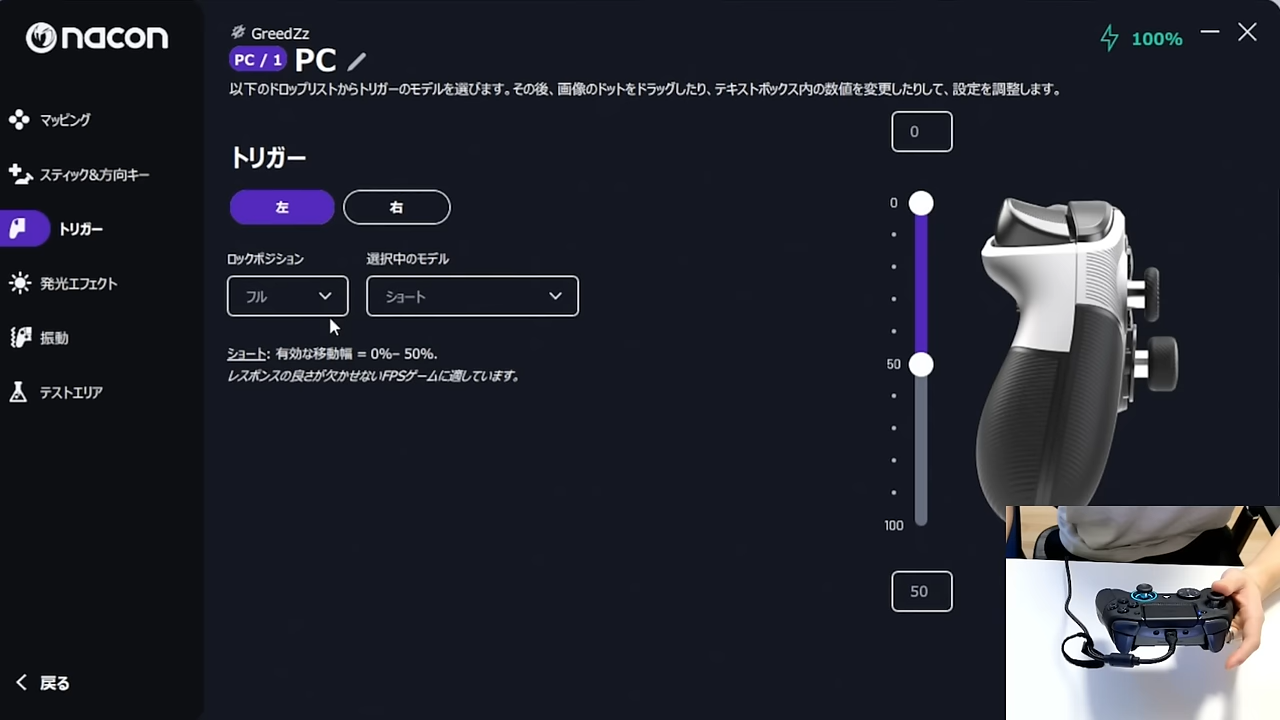 nacon
GreedZz
PC / 1 PC
以下のドロップリストからトリガーのモデルを選びます。その後、画像のドットをドラッグしたり、テキストボックス内の数値を変更したりして、設定を調整します。
100%
マッピング
スティック&方向キー
トリガー
発光エフェクト
振動
テストエリア
戻る
トリガー
左
右
ロックポジション
選択中のモデル
フル
ショート
ショート: 有効な移動幅 = 0%– 50%.
レスポンスの良さが欠かせないFPSゲームに適しています。
0
0
50
100
50